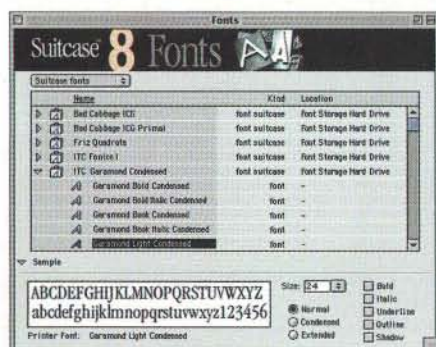 Fonts
Suitcase 8 Fonts
Suitcase fonts
Name Kind Location
Bad Cabbage ICG font suitcase Font Storage Hard Drive
Bad Cabbage ICG Primal font suitcase Font Storage Hard Drive
Friz Quadrata font suitcase Font Storage Hard Drive
ITC font suitcase Font Storage Hard Drive
ITC Garamond Condensed font suitcase Font Storage Hard Drive
Garamond Bold Condensed font -
Garamond Bold Italic Condensed font -
Garamond Book Condensed font -
Garamond Book Italic Condensed font -
Garamond Light Condensed font -
Sample
ABCDEFGHIJKLMNOPQRSTUVWXYZ
abcdefghijklmnopqrstuvwxyz123456
Size: 24
Bold
Italic
Normal
Underline
Condensed
Outline
Extended
Shadow
Printer Font: Garamond Light Condensed